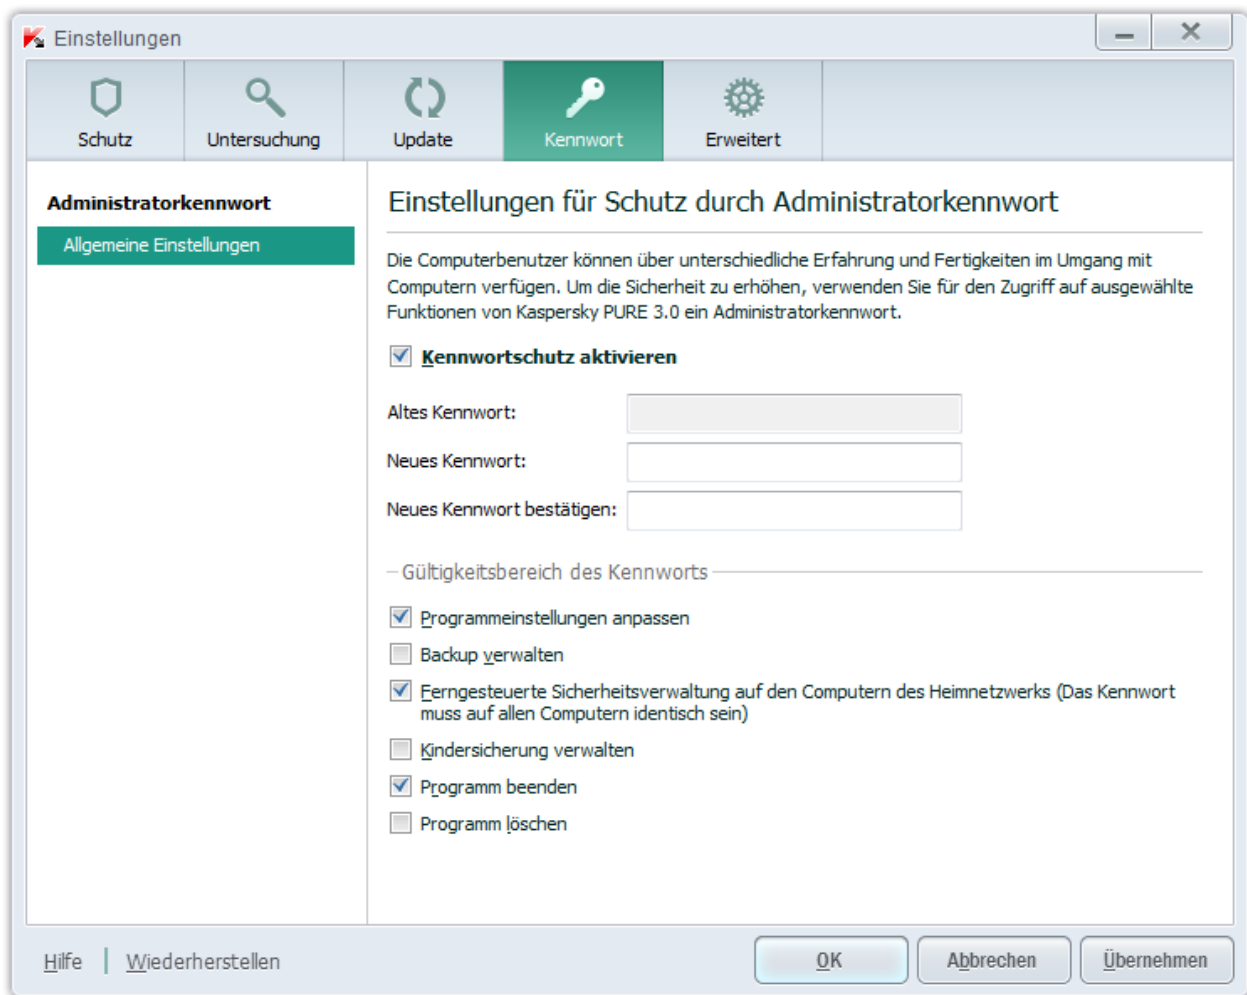 Einstellungen
Schutz
Untersuchung
Update
Kennwort
Erweitert
Administratorkennwort
Allgemeine Einstellungen
Einstellungen für Schutz durch Administratorkennwort
Die Computerbenutzer können über unterschiedliche Erfahrung und Fertigkeiten im Umgang mit
Computern verfügen. Um die Sicherheit zu erhöhen, verwenden Sie für den Zugriff auf ausgewählte
Funktionen von Kaspersky PURE 3.0 ein Administratorkennwort.
Kennwortschutz aktivieren
Altes Kennwort:
Neues Kennwort:
Neues Kennwort bestätigen:
Gültigkeitsbereich des Kennworts
Programmeinstellungen anpassen
Backup verwalten
Ferngesteuerte Sicherheitsverwaltung auf den Computern des Heimnetzwerks (Das Kennwort
muss auf allen Computern identisch sein)
Kindersicherung verwalten
Programm beenden
Programm löschen
Hilfe
Wiederherstellen
OK
Abbrechen
Übernehmen